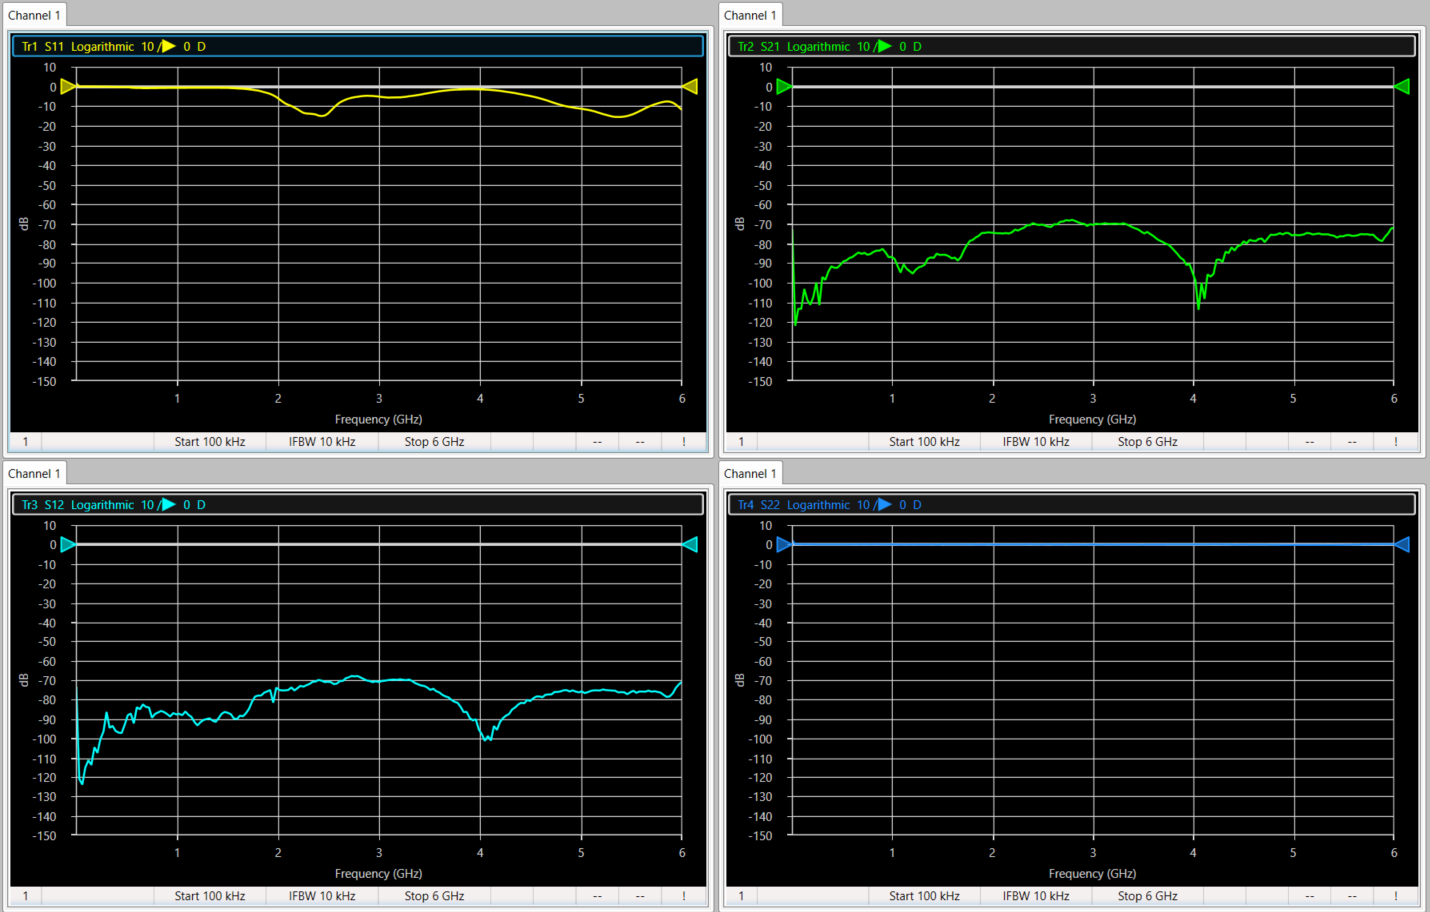 Channel 1
Tr1 S11 Logarithmic 10 / 0 D
10
0
-10
-20
-30
-40
-50
-60
-70
-80
-90
-100
-110
-120
-130
-140
-150
dB
1 2 3 4 5 6
Frequency (GHz)
1 Start 100 kHz IFBW 10 kHz Stop 6 GHz -- -- !
Channel 1
Tr2 S21 Logarithmic 10 / 0 D
10
0
-10
-20
-30
-40
-50
-60
-70
-80
-90
-100
-110
-120
-130
-140
-150
dB
1 2 3 4 5 6
Frequency (GHz)
1 Start 100 kHz IFBW 10 kHz Stop 6 GHz -- -- !
Channel 1
Tr3 S12 Logarithmic 10 / 0 D
10
0
-10
-20
-30
-40
-50
-60
-70
-80
-90
-100
-110
-120
-130
-140
-150
dB
1 2 3 4 5 6
Frequency (GHz)
1 Start 100 kHz IFBW 10 kHz Stop 6 GHz -- -- !
Channel 1
Tr4 S22 Logarithmic 10 / 0 D
10
0
-10
-20
-30
-40
-50
-60
-70
-80
-90
-100
-110
-120
-130
-140
-150
dB
1 2 3 4 5 6
Frequency (GHz)
1 Start 100 kHz IFBW 10 kHz Stop 6 GHz -- -- !